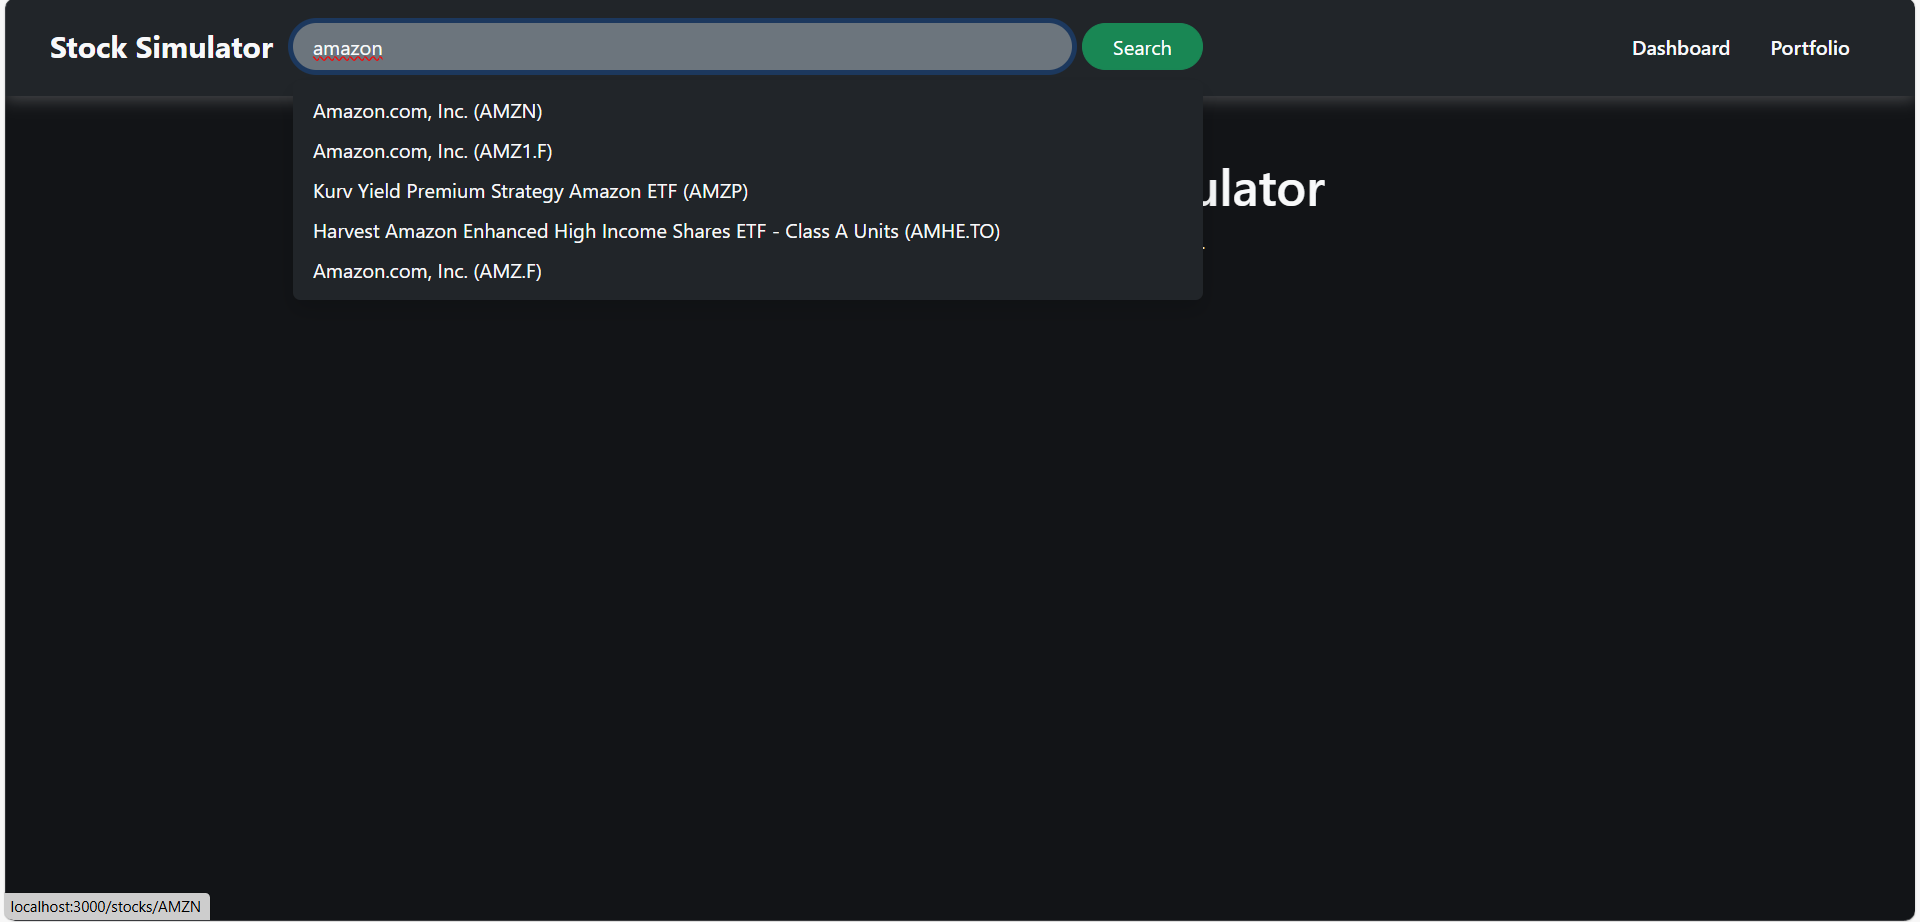 Stock Simulator
amazon
Search
Dashboard
Portfolio
Amazon.com, Inc. (AMZN)
Amazon.com, Inc. (AMZ1.F)
Kurv Yield Premium Strategy Amazon ETF (AMZP)
Harvest Amazon Enhanced High Income Shares ETF - Class A Units (AMHE.TO)
Amazon.com, Inc. (AMZ.F)
ulator
localhost:3000/stocks/AMZN